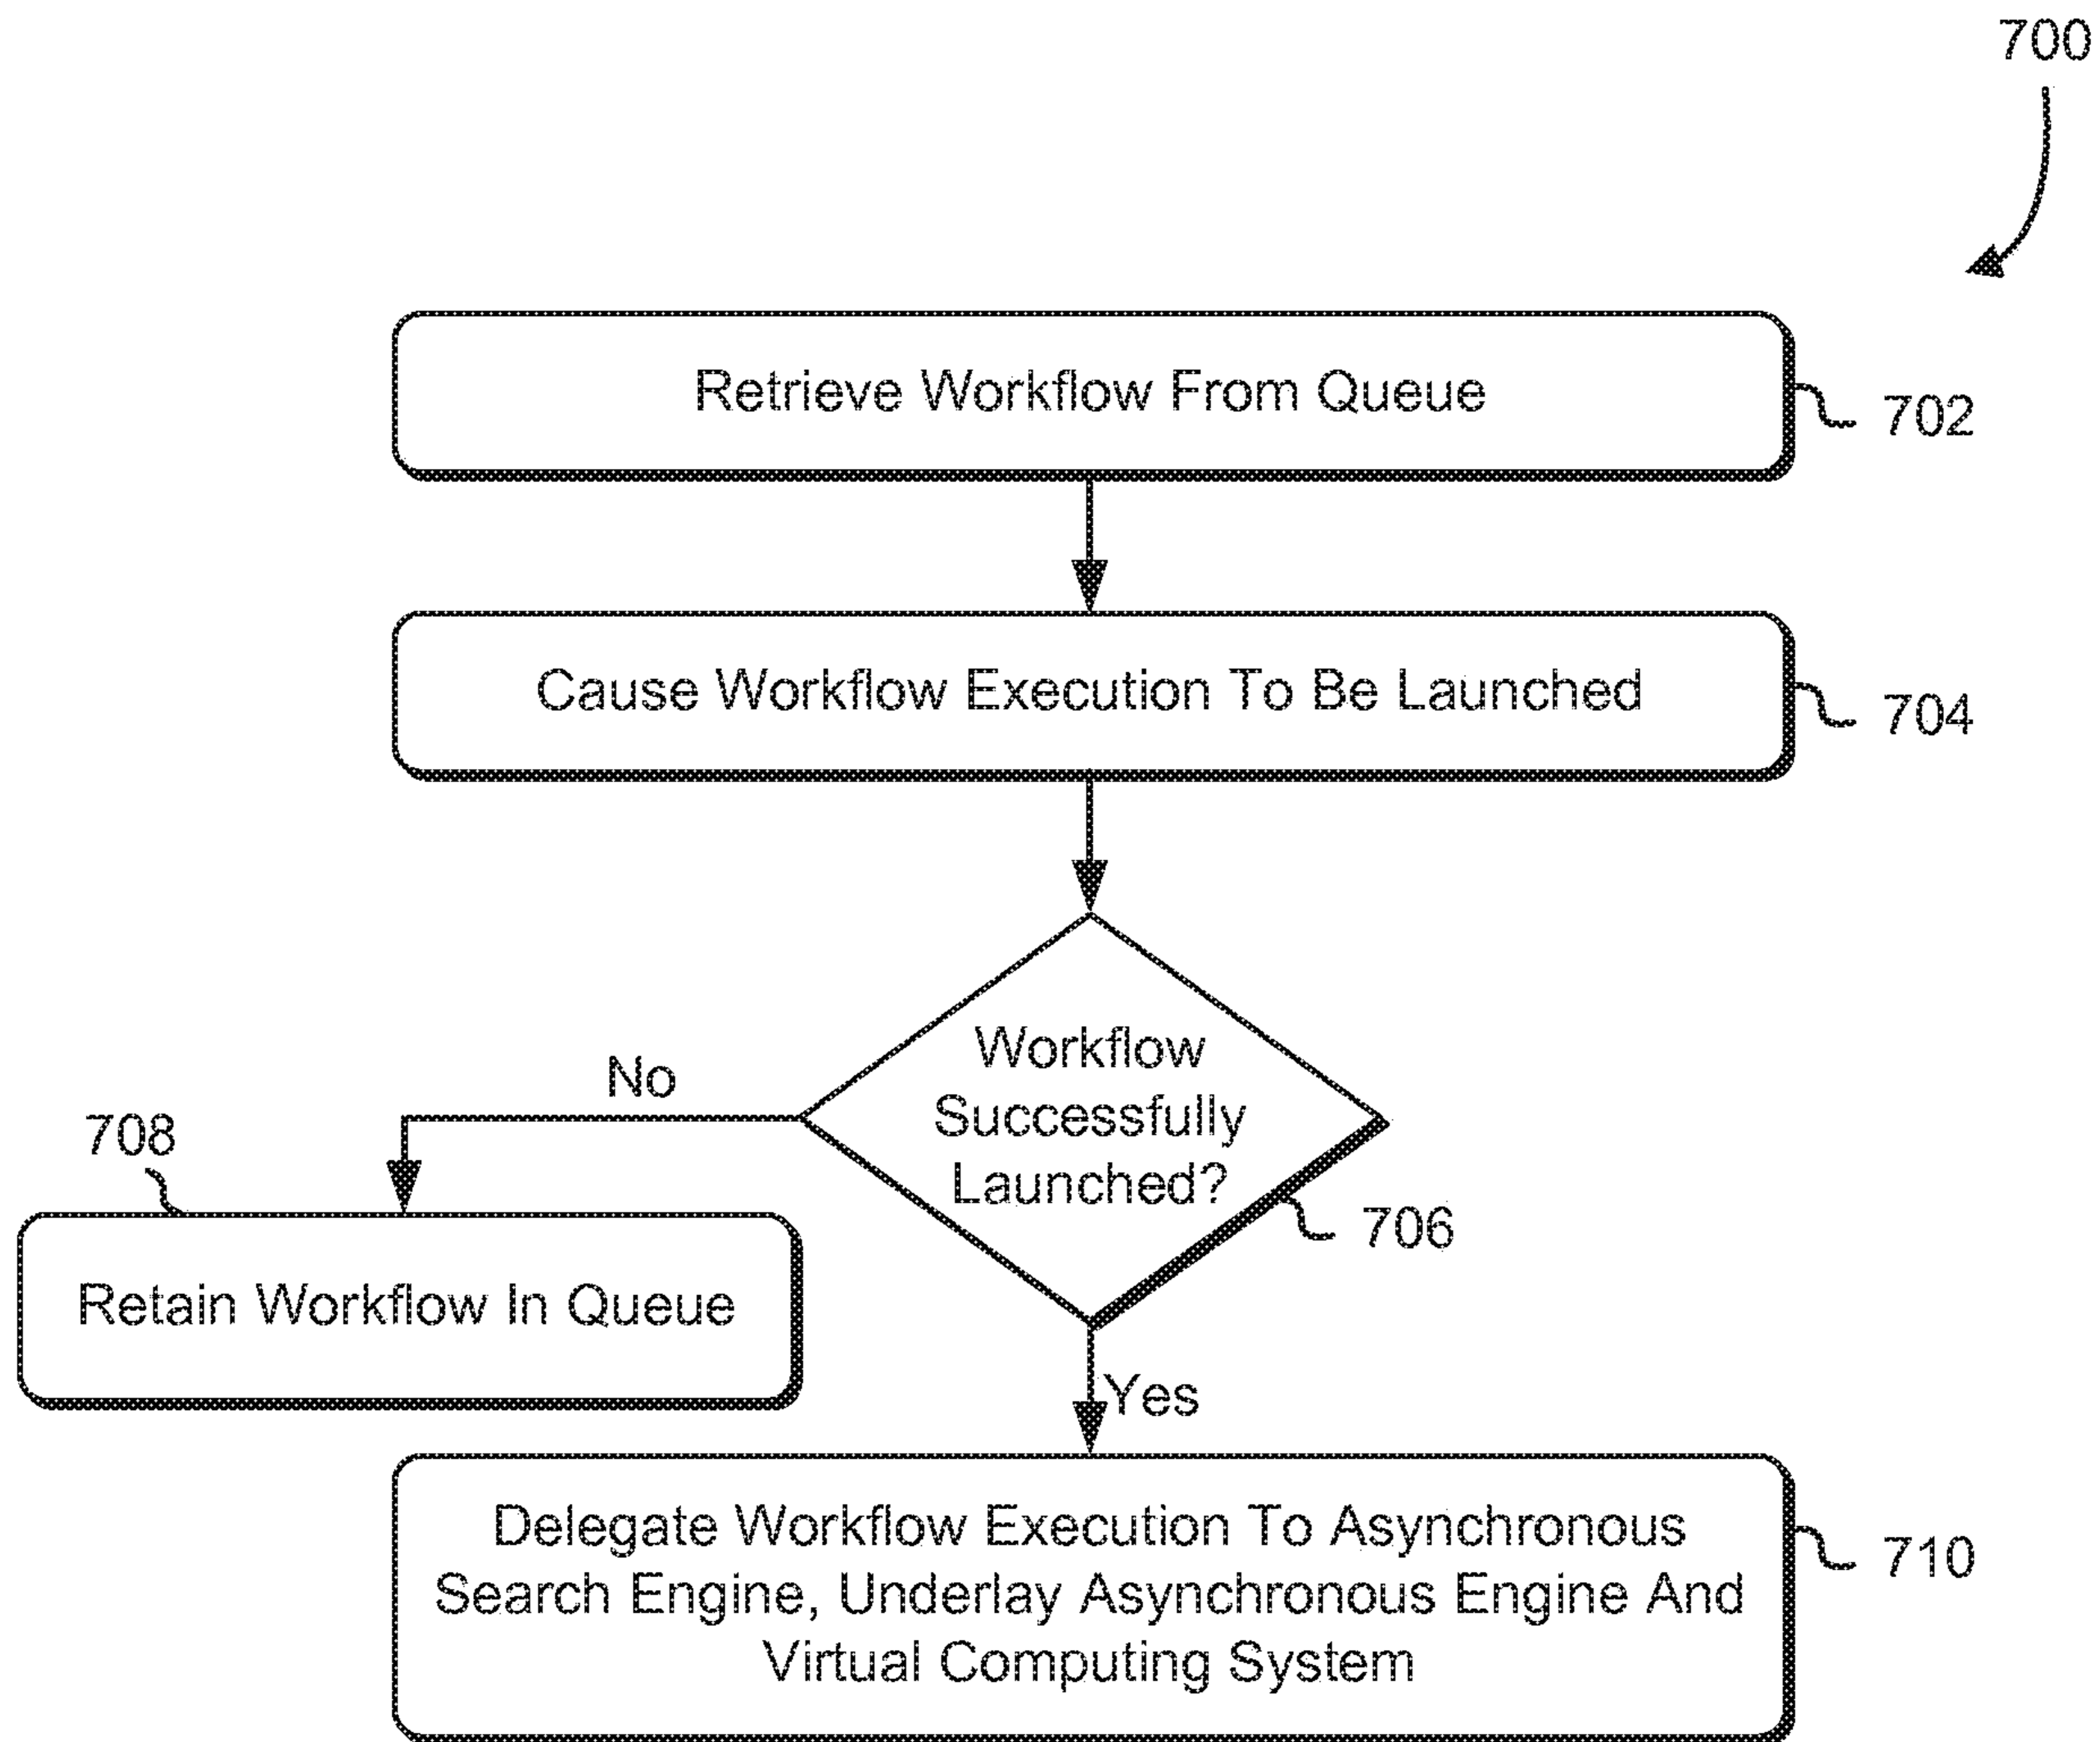 700
Retrieve Workflow From Queue
702
Cause Workflow Execution To Be Launched
704
Workflow
Successfully
Launched?
706
No
708
Retain Workflow In Queue
Yes
Delegate Workflow Execution To Asynchronous
Search Engine, Underlay Asynchronous Engine And
Virtual Computing System
710